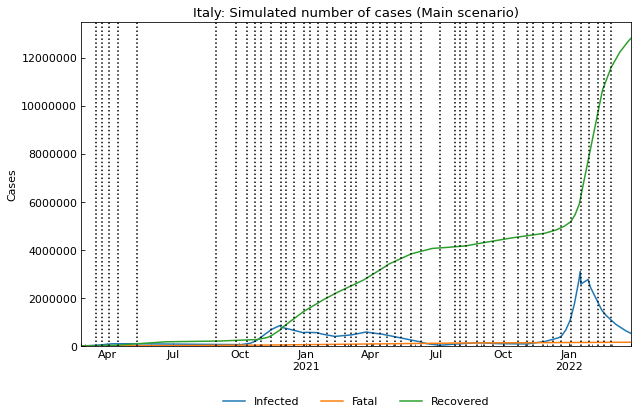 Italy: Simulated number of cases (Main scenario)
Cases
12000000
10000000
8000000
6000000
4000000
2000000
0
Apr Jul Oct Jan Apr Jul Oct Jan
2021 2022
Infected Fatal Recovered